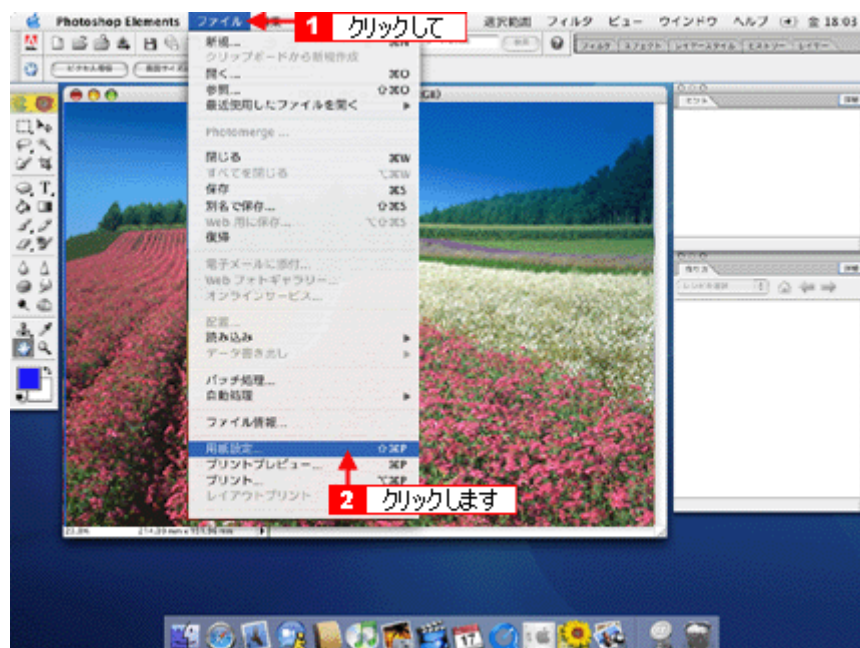 Photoshop Elements ファイル 選択範囲 フィルタ ビュー ウインドウ ヘルプ 金 18:03
1 クリックして
新規... ⌘N
クリップボードから新規作成
開く... ⌘O
参照... ⇧⌘O
最近使用したファイルを開く
Photomerge ...
閉じる ⌘W
すべてを閉じる ⌥⌘W
保存 ⌘S
別名で保存... ⇧⌘S
Web 用に保存... ⌥⇧⌘S
復帰
電子メールに添付...
Web フォトギャラリー...
オンラインサービス...
配置...
読み込み
データ書き出し
バッチ処理...
自動処理
ファイル情報...
用紙設定... ⇧⌘P
プリントプレビュー... ⌘P
プリント... ⌥⌘P
レイアウトプリント
2 クリックします
ヒント
作り方
17